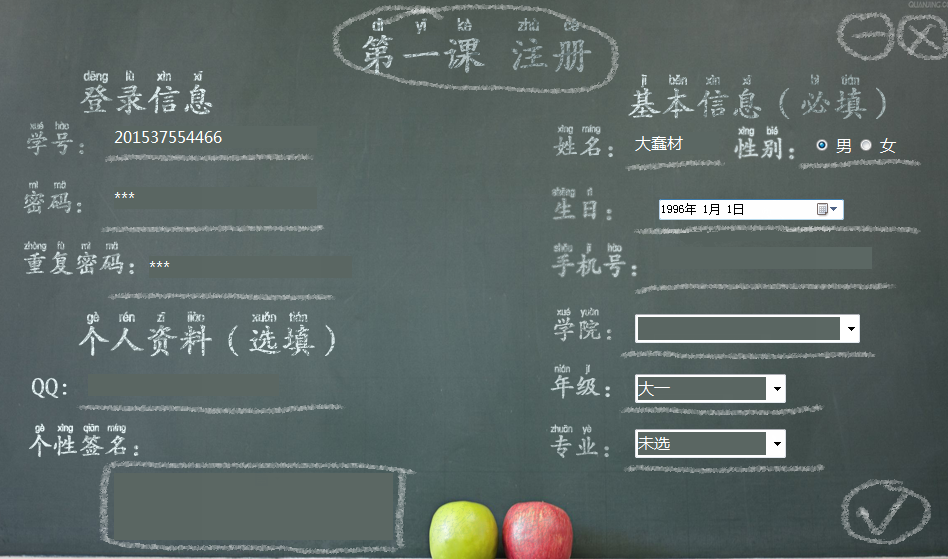 QUANJING.C
dì yī kè zhù cè
第一课 注册
dēng lù xìn xī
登录信息
xué hào
学号：201537554466
mì mǎ
密码：***
zhòng fù mì mǎ
重复密码：***
gè rén zī liào xuǎn tián
个人资料（选填）
QQ：
gè xìng qiān míng
个性签名：
jī běn xìn xī bì tián
基本信息（必填）
xìng míng xìng bié
姓名：大蠢材 性别：男 女
shēng rì
生日：1996年 1月 1日
shǒu jī hào
手机号：
xué yuàn
学院：
nián jí
年级：大一
zhuān yè
专业：未选